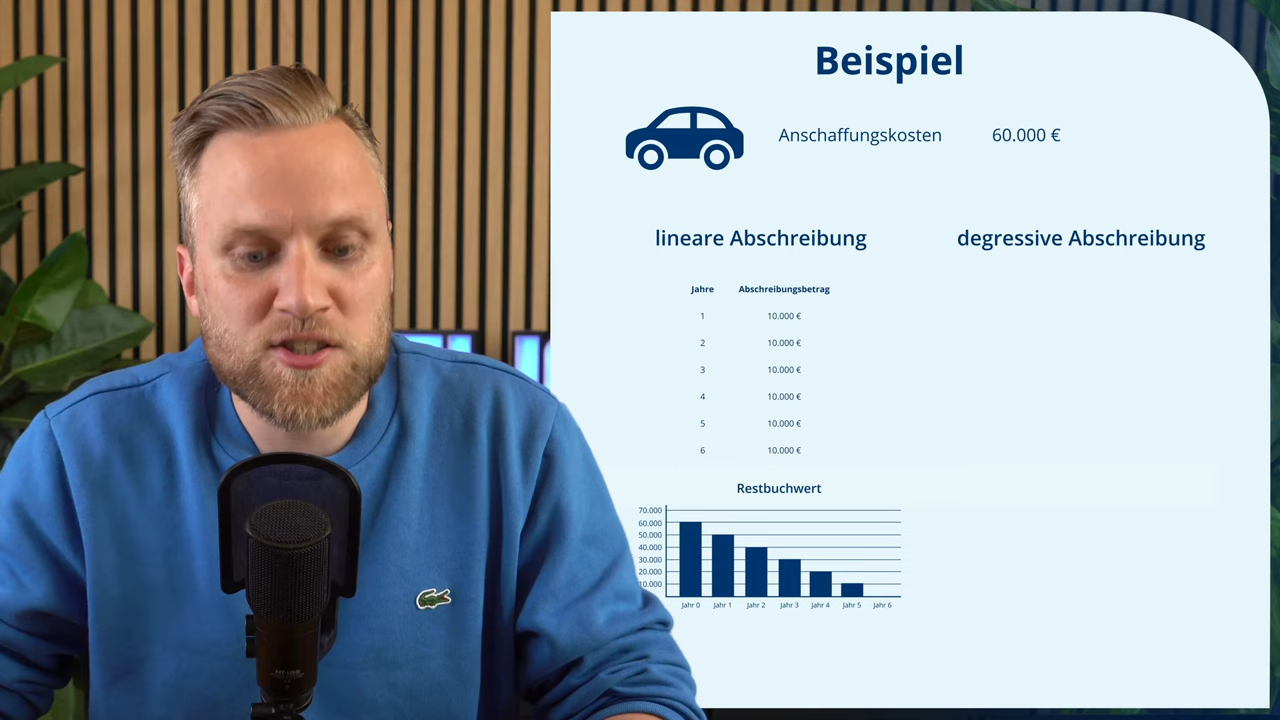 Beispiel
Anschaffungskosten 60.000 €
lineare Abschreibung
degressive Abschreibung
Jahre Abschreibungsbetrag
1 10.000 €
2 10.000 €
3 10.000 €
4 10.000 €
5 10.000 €
6 10.000 €
Restbuchwert
70.000
60.000
50.000
40.000
30.000
20.000
10.000
Jahr 0 Jahr 1 Jahr 2 Jahr 3 Jahr 4 Jahr 5 Jahr 6